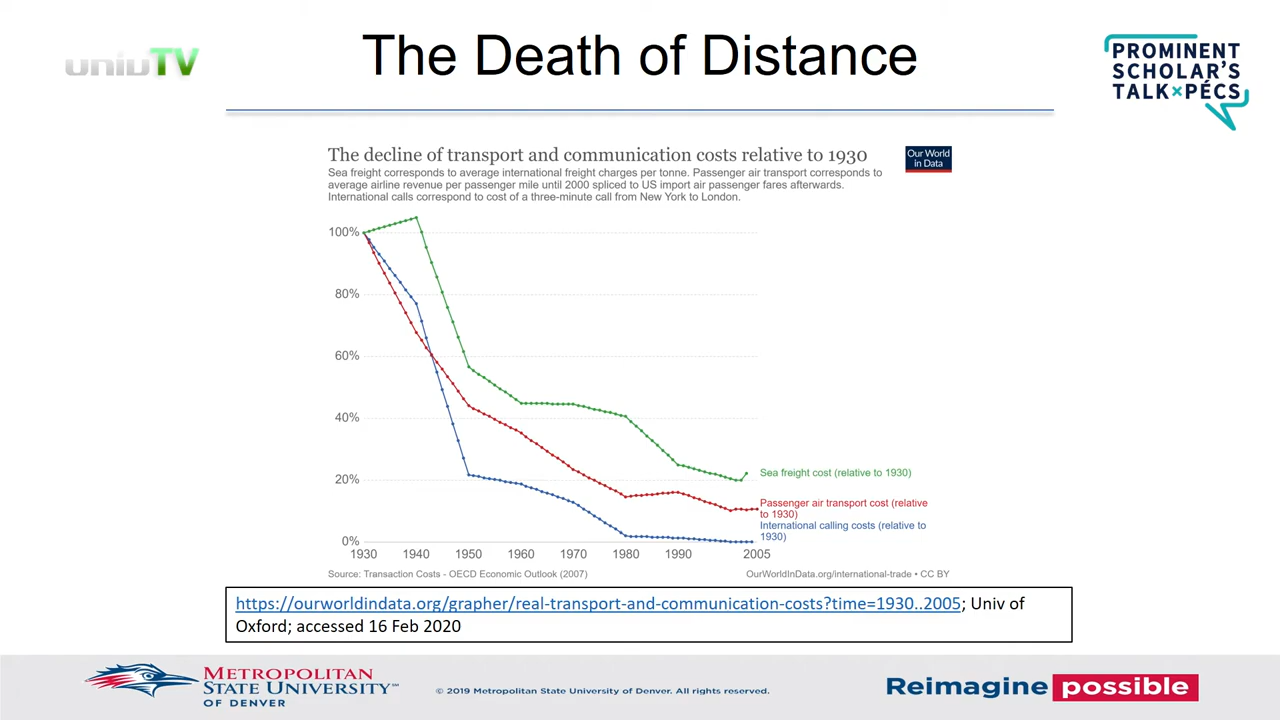 The Death of Distance
univTV
PROMINENT
SCHOLAR'S
TALK×PÉCS
The decline of transport and communication costs relative to 1930
Our World
in Data
Sea freight corresponds to average international freight charges per tonne. Passenger air transport corresponds to
average airline revenue per passenger mile until 2000 spliced to US import air passenger fares afterwards.
International calls correspond to cost of a three-minute call from New York to London.
100%
80%
60%
40%
20%
0%
Sea freight cost (relative to 1930)
Passenger air transport cost (relative
to 1930)
International calling costs (relative to
1930)
1930 1940 1950 1960 1970 1980 1990 2005
Source: Transaction Costs - OECD Economic Outlook (2007)
OurWorldInData.org/international-trade • CC BY
https://ourworldindata.org/grapher/real-transport-and-communication-costs?time=1930..2005; Univ of
Oxford; accessed 16 Feb 2020
METROPOLITAN
STATE UNIVERSITY
OF DENVER
© 2019 Metropolitan State University of Denver. All rights reserved.
Reimagine possible